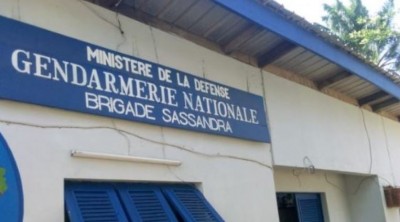 MINISTERE DE LA DEFENSE
GENDARMERIE NATIONALE
BRIGADE SASSANDRA